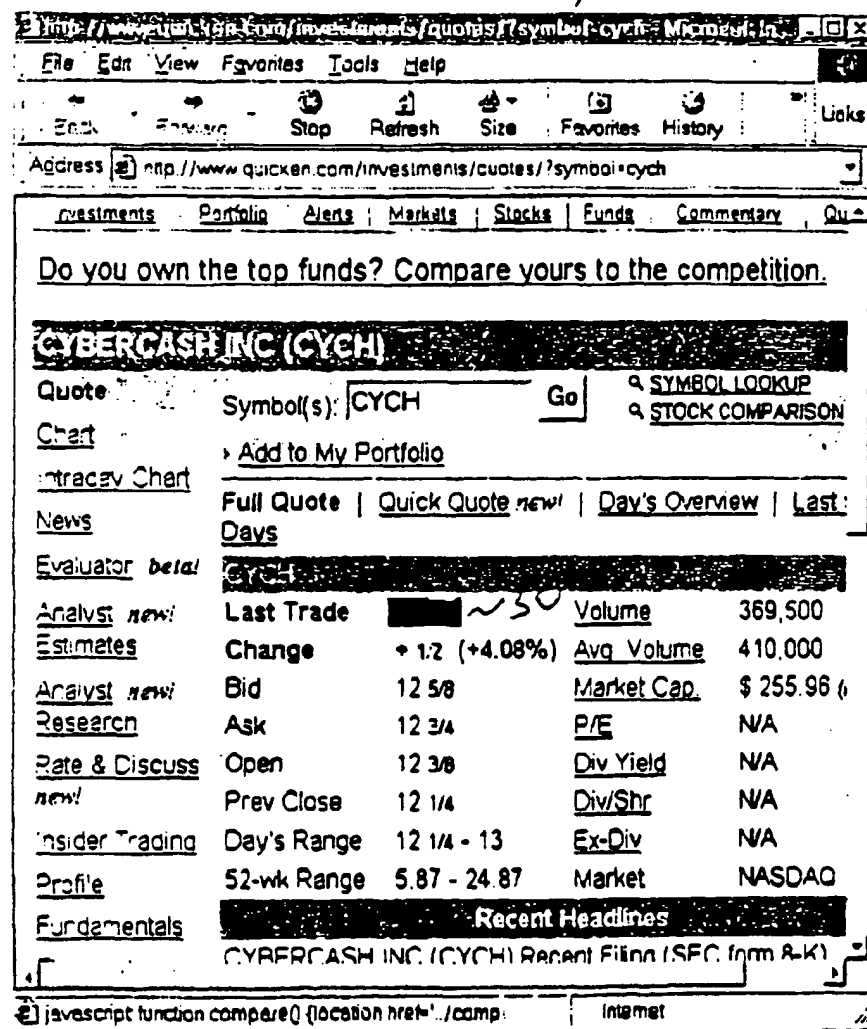 http://www.quicken.com/investments/quotes/?symbol=cych - Microsoft In...
File Edit View Favorites Tools Help
Back Forward Stop Refresh Size Favorites History Links
Address http://www.quicken.com/investments/quotes/?symbol=cych
nvestments Portfolio Alerts | Markets | Stocks | Funds Commentary Qu
Do you own the top funds? Compare yours to the competition.
CYBERCASH INC (CYCH)
Quote
Chart
Intraday Chart
News
Evaluator beta!
Analyst new!
Estimates
Analyst new!
Research
Rate & Discuss
new!
Insider Trading
Profile
Fundamentals
Symbol(s): CYCH Go
SYMBOL LOOKUP
STOCK COMPARISON
› Add to My Portfolio
Full Quote | Quick Quote new! | Day's Overview | Last
Days
CYCH
Last Trade ~30 Volume 369,500
Change + 1/2 (+4.08%) Avg. Volume 410,000
Bid 12 5/8 Market Cap. $ 255.96
Ask 12 3/4 P/E N/A
Open 12 3/8 Div Yield N/A
Prev Close 12 1/4 Div/Shr N/A
Day's Range 12 1/4 - 13 Ex-Div N/A
52-wk Range 5.87 - 24.87 Market NASDAQ
Recent Headlines
CYBERCASH INC (CYCH) Recent Filing (SEC form 8-K)
javascript function compare() {location href='../comp
Internet